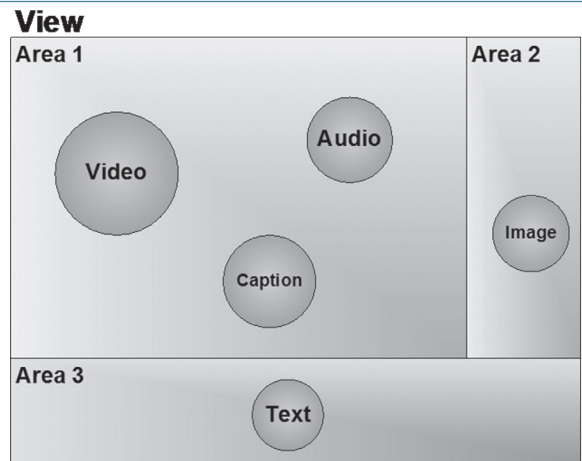 View
Area 1
Area 2
Video
Audio
Image
Caption
Area 3
Text